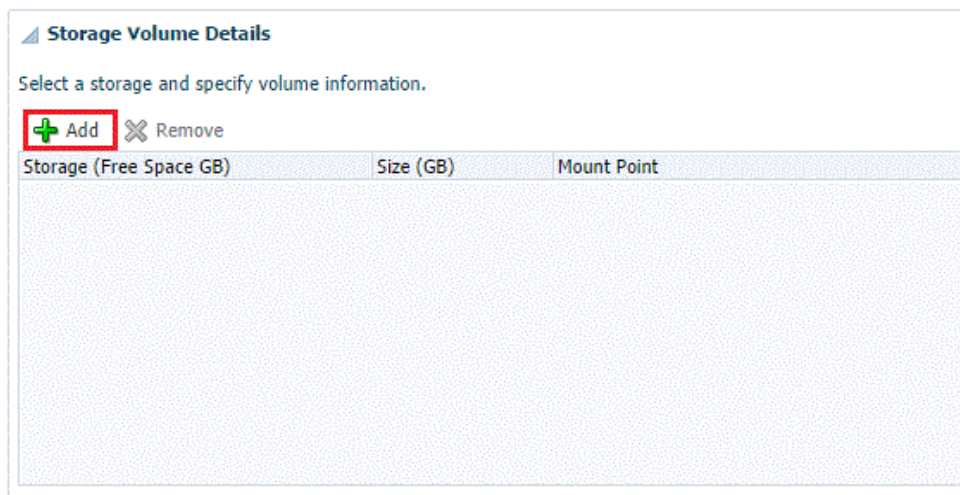 Storage Volume Details
Select a storage and specify volume information.
Add Remove
Storage (Free Space GB) Size (GB) Mount Point